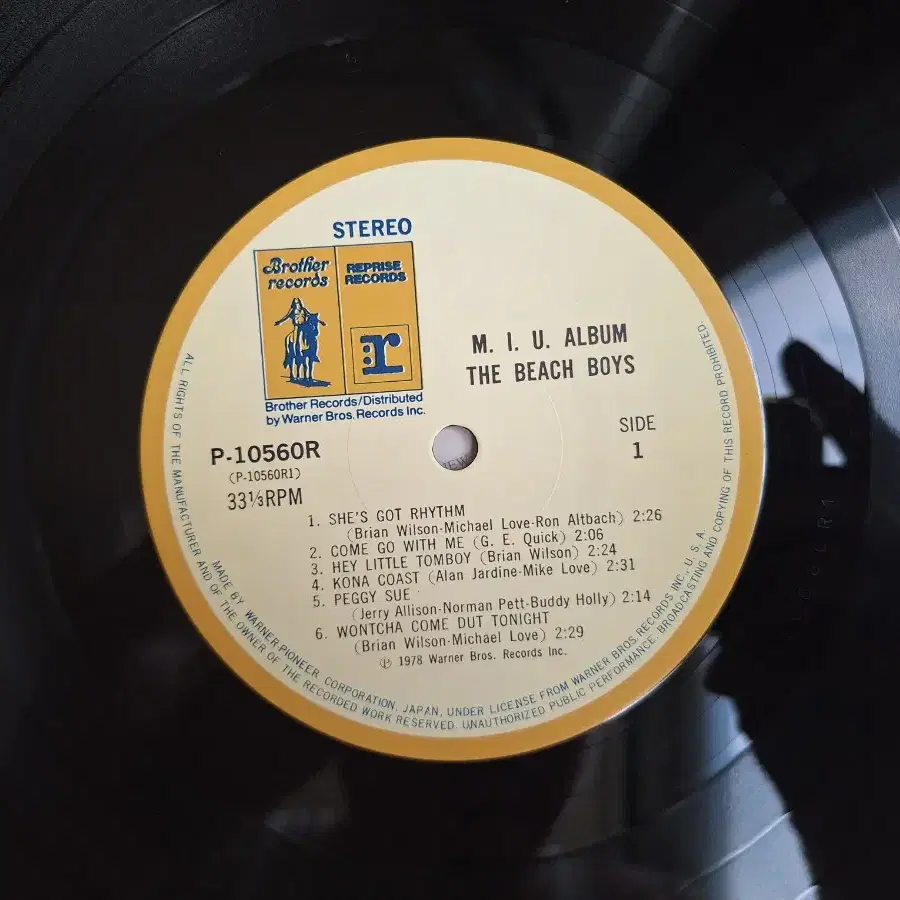 STEREO
Brother records
REPRISE RECORDS
r
Brother Records/Distributed
by Warner Bros. Records Inc.
M. I. U. ALBUM
THE BEACH BOYS
P-10560R
(P-10560R1)
33⅓RPM
SIDE
1
1. SHE'S GOT RHYTHM
(Brian Wilson-Michael Love-Ron Altbach) 2:26
2. COME GO WITH ME (G. E. Quick) 2:06
3. HEY LITTLE TOMBOY (Brian Wilson) 2:24
4. KONA COAST (Alan Jardine-Mike Love) 2:31
5. PEGGY SUE
(Jerry Allison-Norman Pett-Buddy Holly) 2:14
6. WONTCHA COME DUT TONIGHT
(Brian Wilson-Michael Love) 2:29
Ⓟ 1978 Warner Bros. Records Inc.
ALL RIGHTS OF THE MANUFACTURER AND OF THE OWNER OF THE RECORDED WORK RESERVED. UNAUTHORIZED PUBLIC PERFORMANCE, BROADCASTING AND COPYING OF THIS RECORD PROHIBITED.
MADE BY WARNER-PIONEER CORPORATION, JAPAN, UNDER LICENSE FROM WARNER BROS. RECORDS INC., U. S. A.